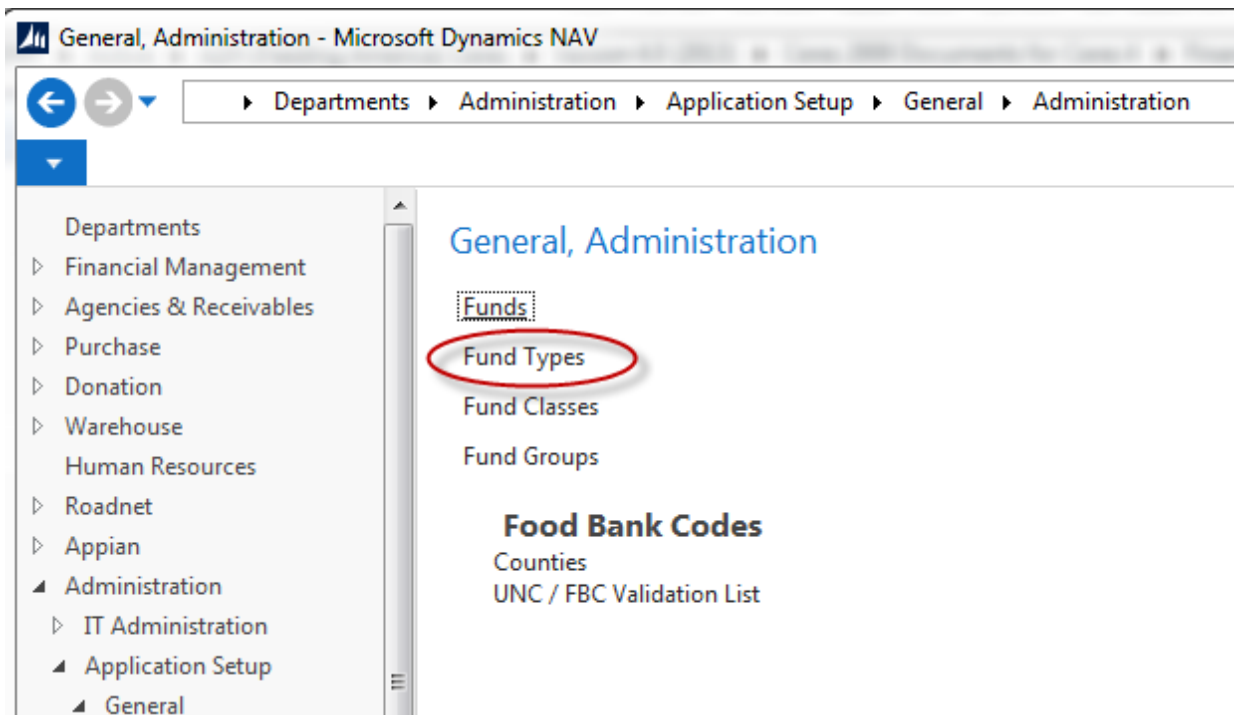 General, Administration - Microsoft Dynamics NAV
Departments Administration Application Setup General Administration
Departments
Financial Management
Agencies & Receivables
Purchase
Donation
Warehouse
Human Resources
Roadnet
Appian
Administration
IT Administration
Application Setup
General
General, Administration
Funds
Fund Types
Fund Classes
Fund Groups
Food Bank Codes
Counties
UNC / FBC Validation List